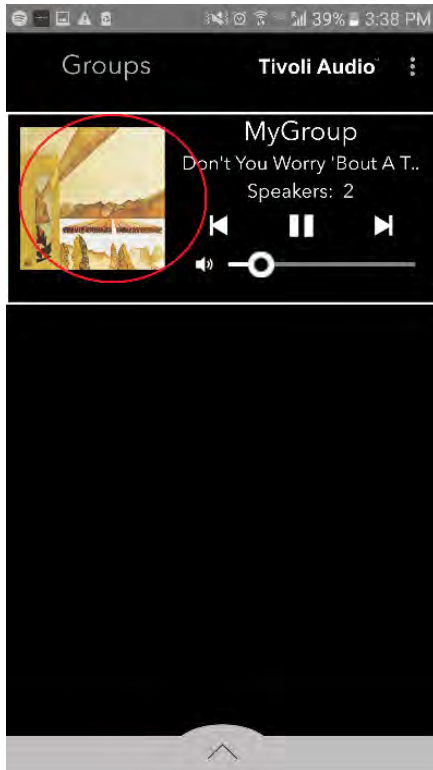 39% 3:38 PM
Groups Tivoli Audio
MyGroup
Don't You Worry 'Bout A T..
Speakers: 2